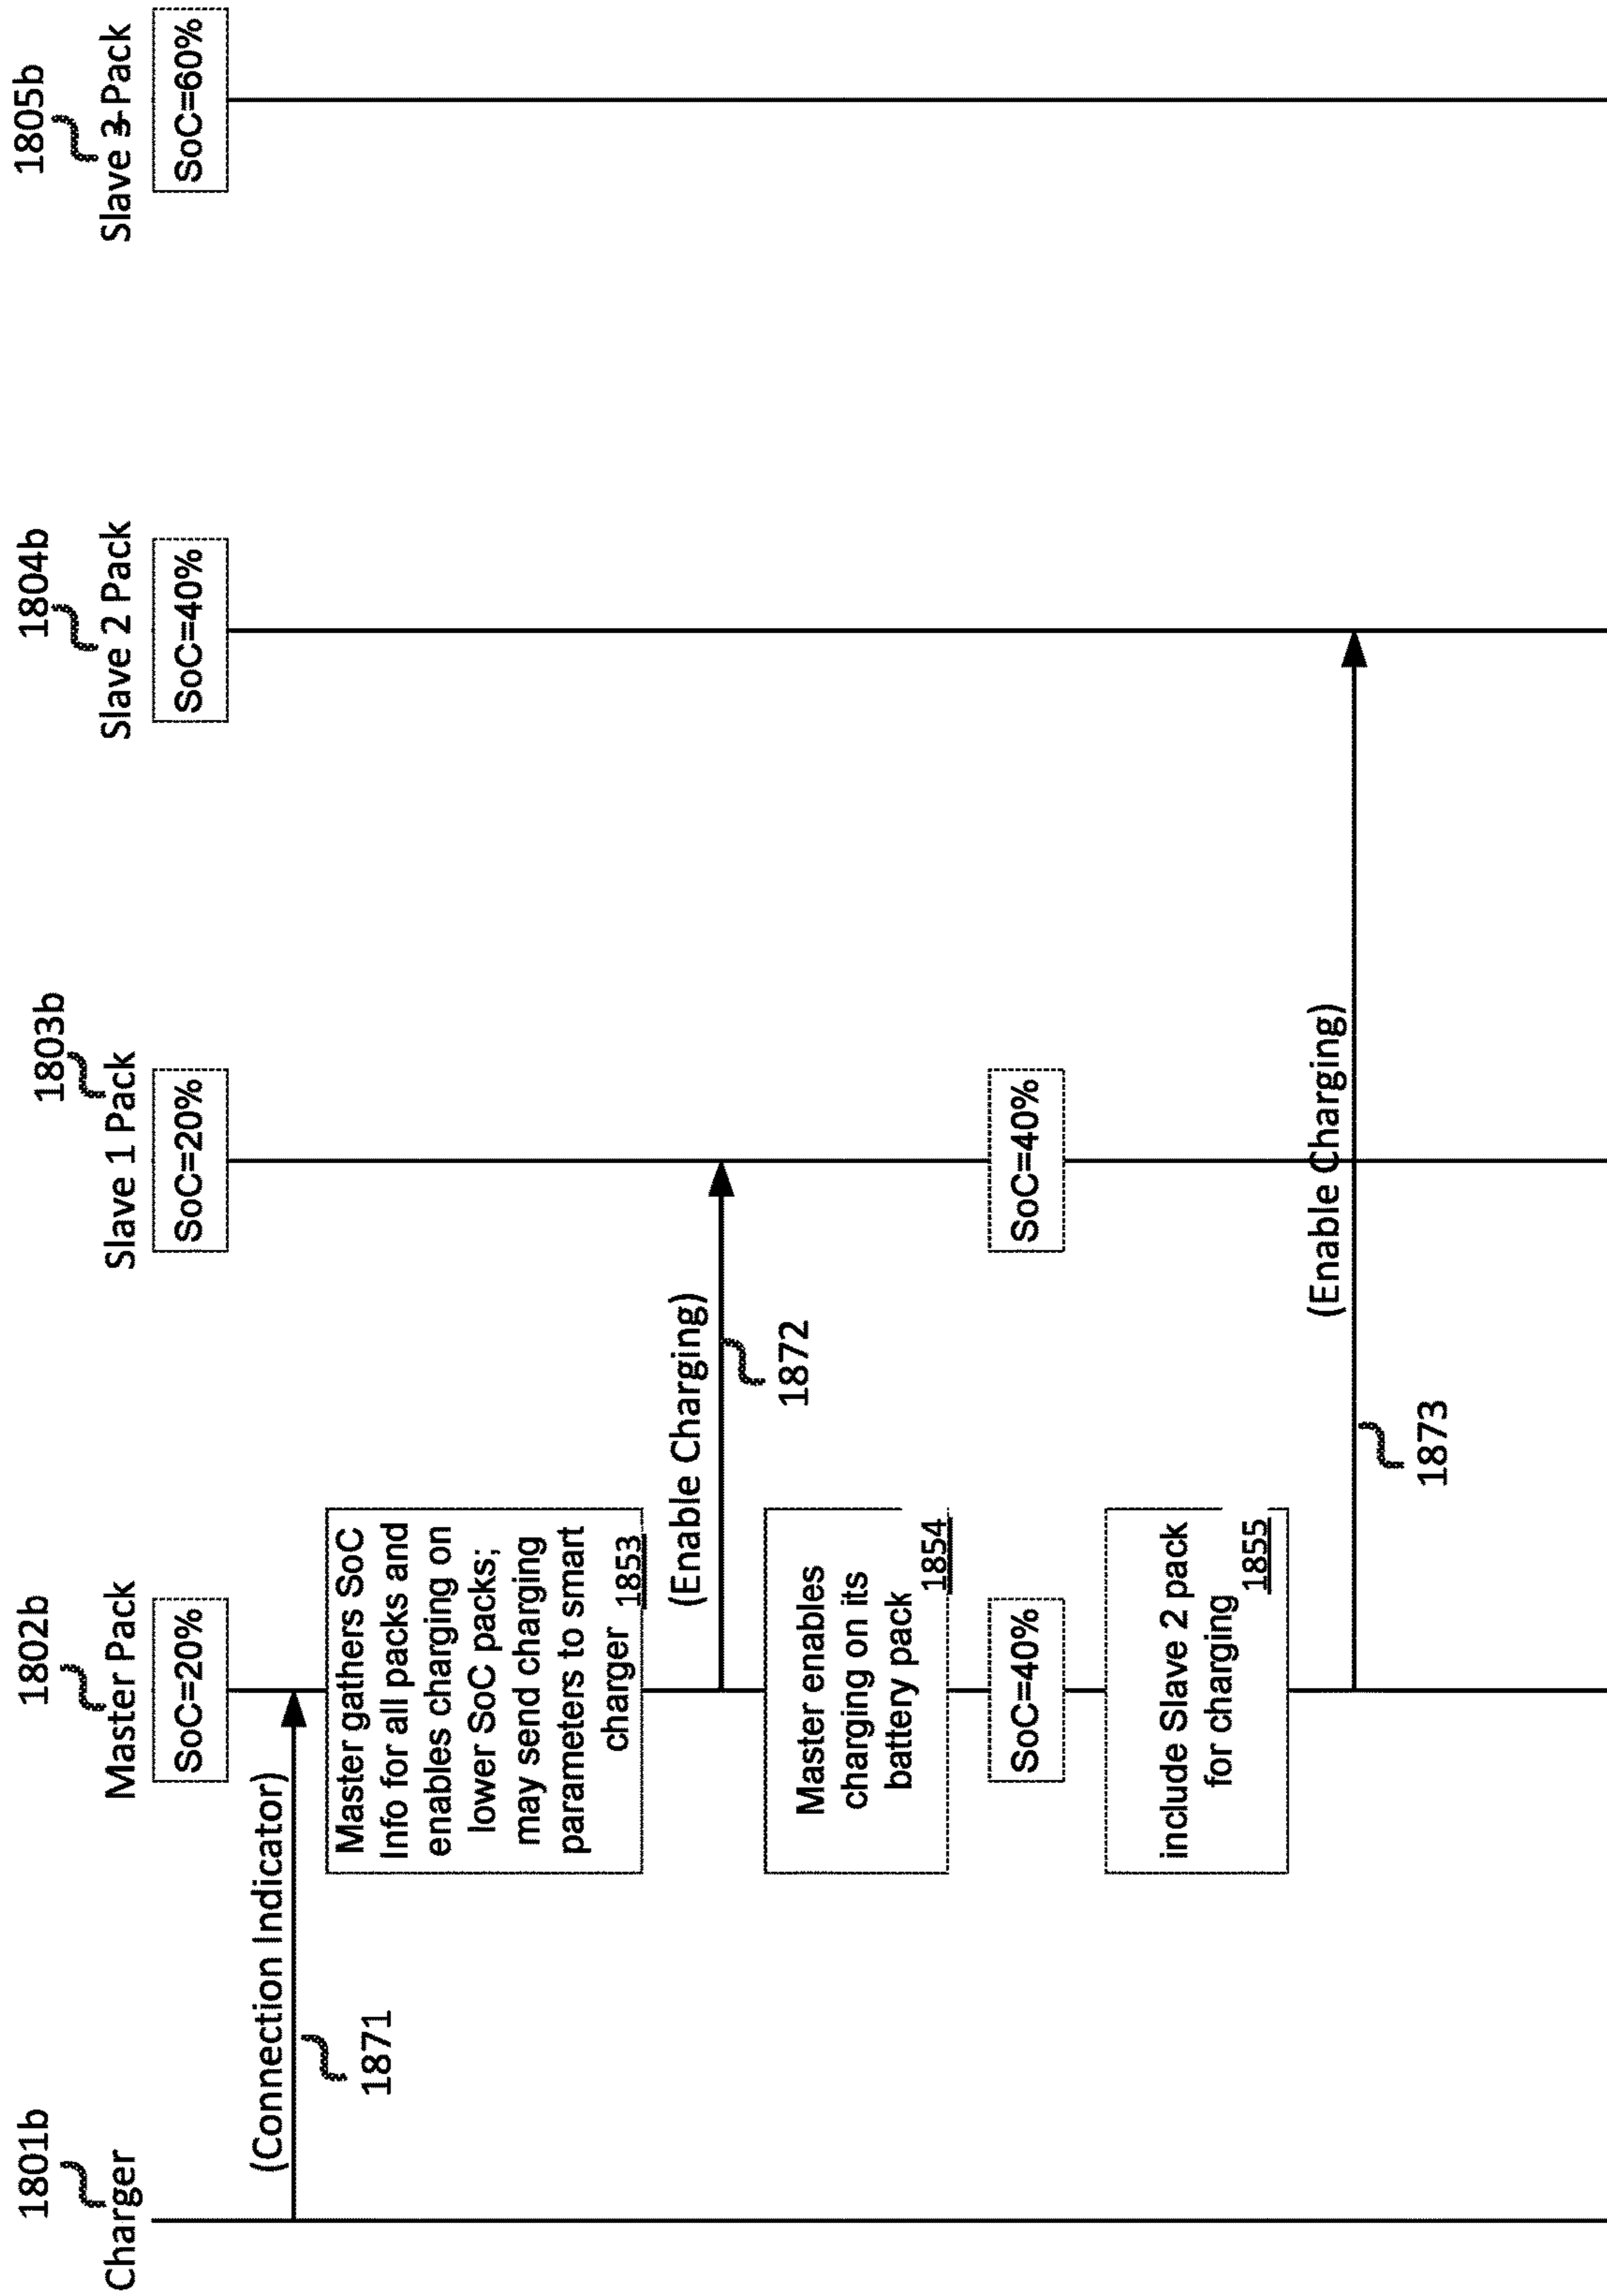 1801b
1802b
1803b
1804b
1805b
Charger
Master Pack
Slave 1 Pack
Slave 2 Pack
Slave 3 Pack
SoC=20%
SoC=20%
SoC=40%
SoC=60%
(Connection Indicator)
1871
Master gathers SoC
Info for all packs and
enables charging on
lower SoC packs;
may send charging
parameters to smart
charger 1853
(Enable Charging)
1872
Master enables
charging on its
battery pack
1854
SoC=40%
SoC=40%
include Slave 2 pack
for charging
1855
(Enable Charging)
1873